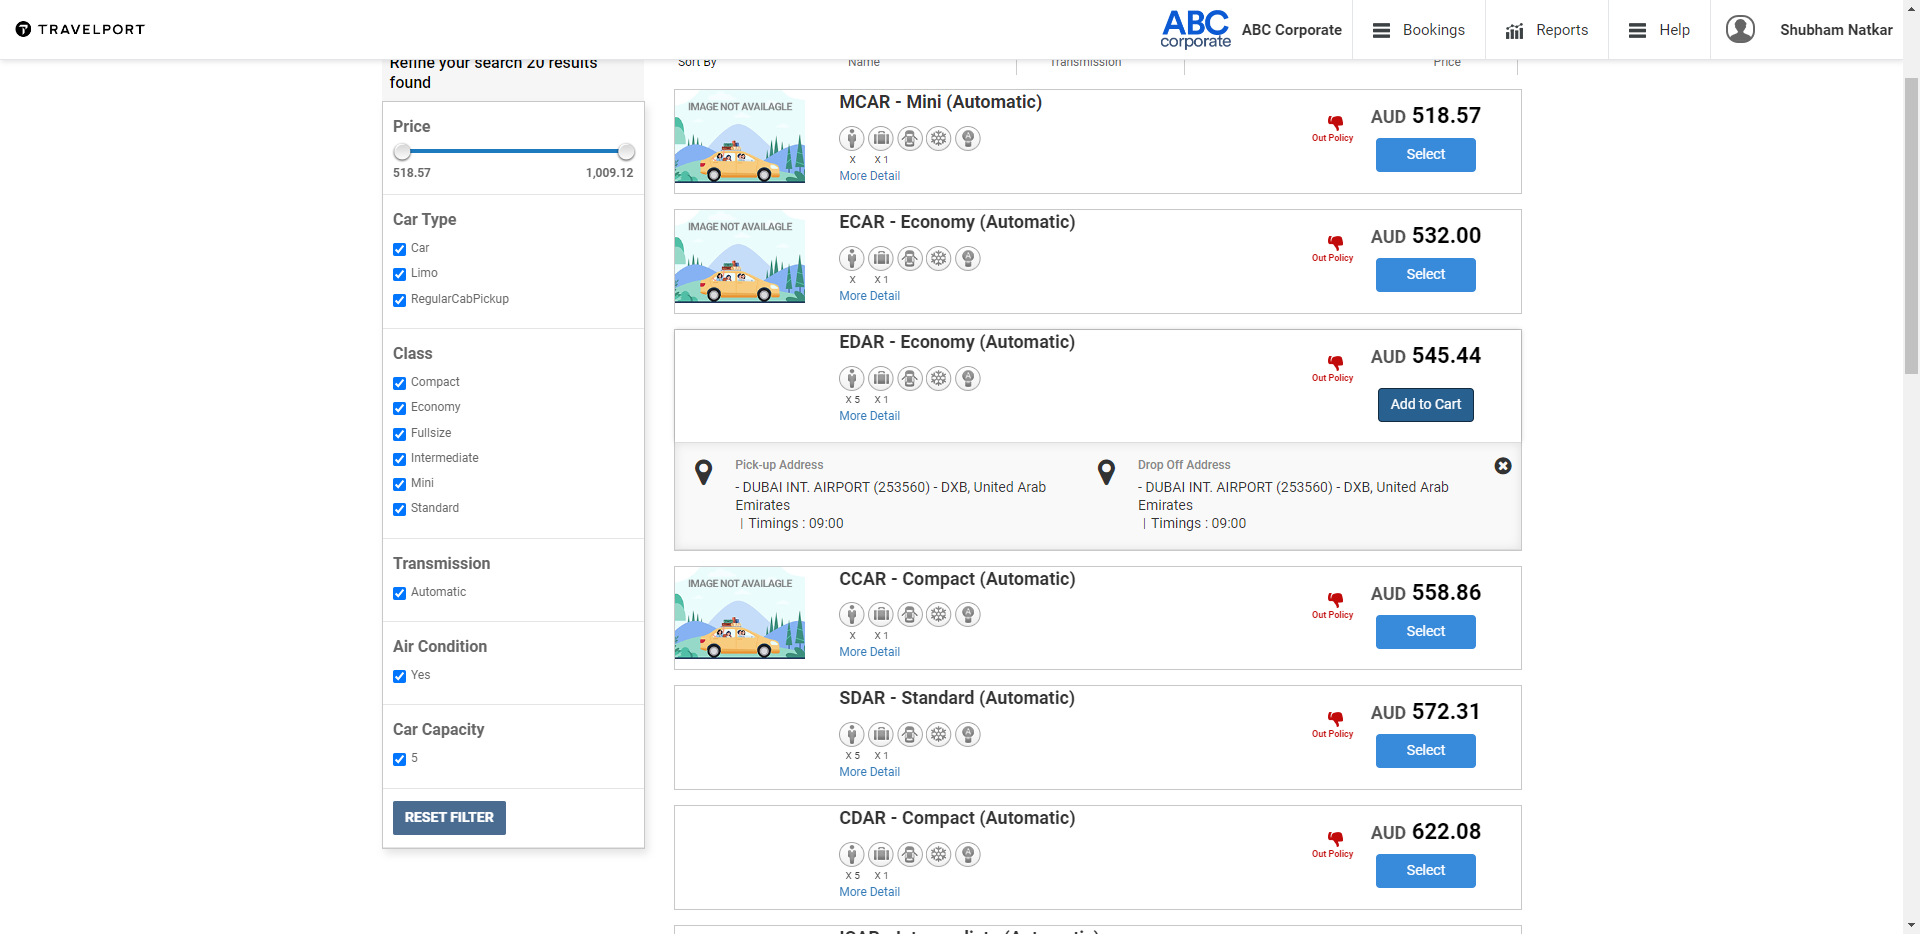 TRAVELPORT
ABC
corporate
ABC Corporate
Bookings
Reports
Help
Shubham Natkar
Refine your search 20 results
found
Price
518.57
1,009.12
Car Type
Car
Limo
RegularCabPickup
Class
Compact
Economy
Fullsize
Intermediate
Mini
Standard
Transmission
Automatic
Air Condition
Yes
Car Capacity
5
RESET FILTER
Sort By
Name
Transmission
Price
IMAGE NOT AVAILAGLE
MCAR - Mini (Automatic)
X
X 1
More Detail
Out Policy
AUD 518.57
Select
IMAGE NOT AVAILAGLE
ECAR - Economy (Automatic)
X
X 1
More Detail
Out Policy
AUD 532.00
Select
EDAR - Economy (Automatic)
X 5
X 1
More Detail
Out Policy
AUD 545.44
Add to Cart
Pick-up Address
- DUBAI INT. AIRPORT (253560) - DXB, United Arab
Emirates
| Timings : 09:00
Drop Off Address
- DUBAI INT. AIRPORT (253560) - DXB, United Arab
Emirates
| Timings : 09:00
IMAGE NOT AVAILAGLE
CCAR - Compact (Automatic)
X
X 1
More Detail
Out Policy
AUD 558.86
Select
SDAR - Standard (Automatic)
X 5
X 1
More Detail
Out Policy
AUD 572.31
Select
CDAR - Compact (Automatic)
X 5
X 1
More Detail
Out Policy
AUD 622.08
Select